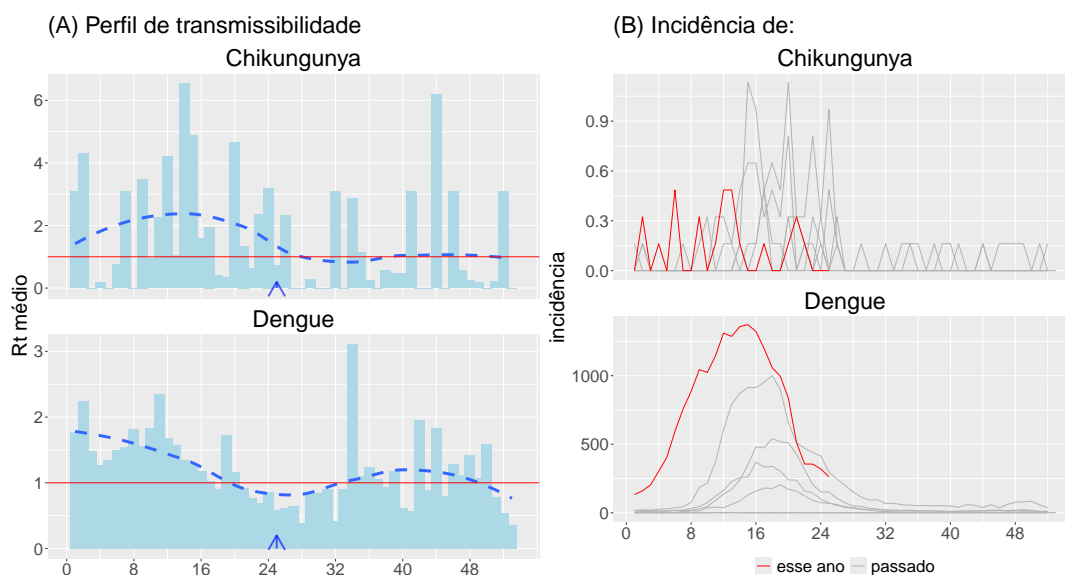 (A) Perfil de transmissibilidade
Chikungunya
6
4
2
0
Dengue
3
2
1
0
0 8 16 24 32 40 48
Rt médio
(B) Incidência de:
Chikungunya
0.9
0.6
0.3
0.0
Dengue
1000
500
0
0 8 16 24 32 40 48
incidência
esse ano passado